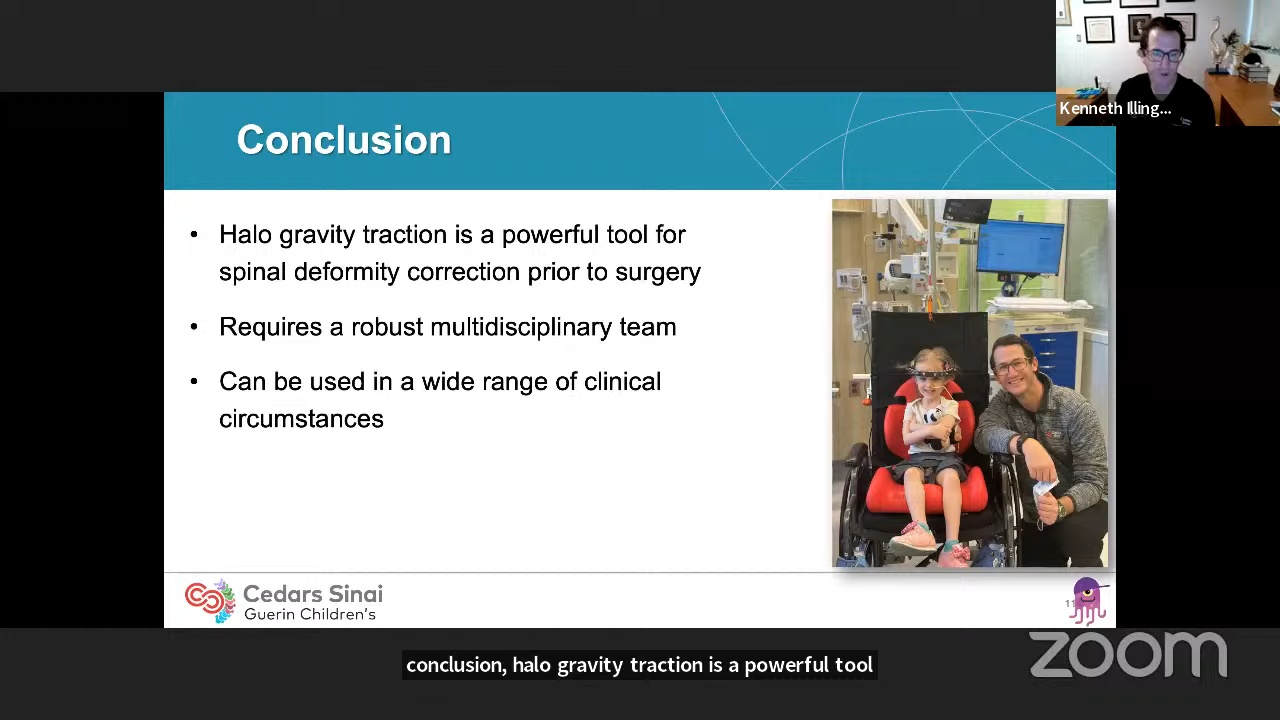 Kenneth Illing...
Conclusion
• Halo gravity traction is a powerful tool for
spinal deformity correction prior to surgery
• Requires a robust multidisciplinary team
• Can be used in a wide range of clinical
circumstances
Cedars Sinai
Guerin Children's
zoom
conclusion, halo gravity traction is a powerful tool